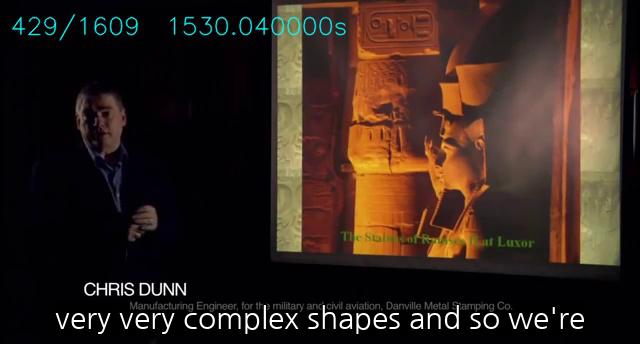 429/1609 1530.040000s
The Statues of Ramses II at Luxor
CHRIS DUNN
Manufacturing Engineer, for the military and civil aviation, Danville Metal Stamping Co.
very very complex shapes and so we're